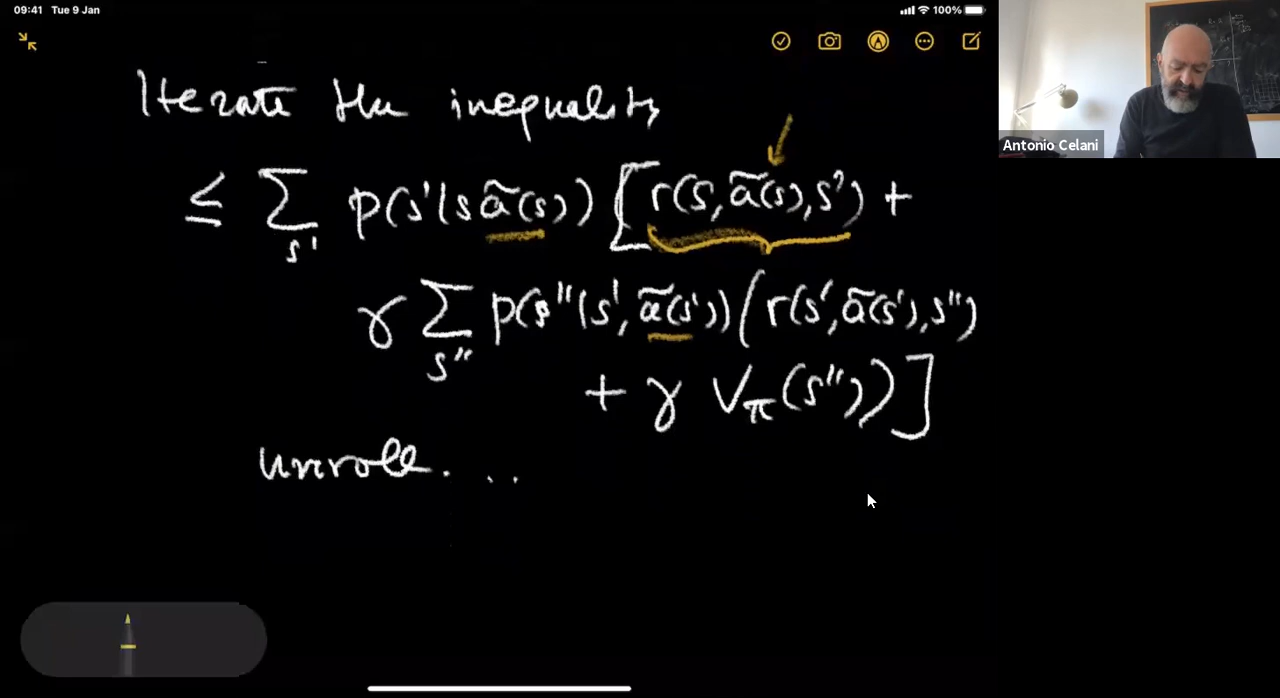 09:41 Tue 9 Jan
100%
Antonio Celani
Iterate the inequality
≤ ∑_{s'} p(s'|s ã(s)) [r(s, ã(s), s') +
γ ∑_{s''} p(s''|s', ã(s')) (r(s', ã(s'), s'')
+ γ V_π(s''))]
unroll. ..